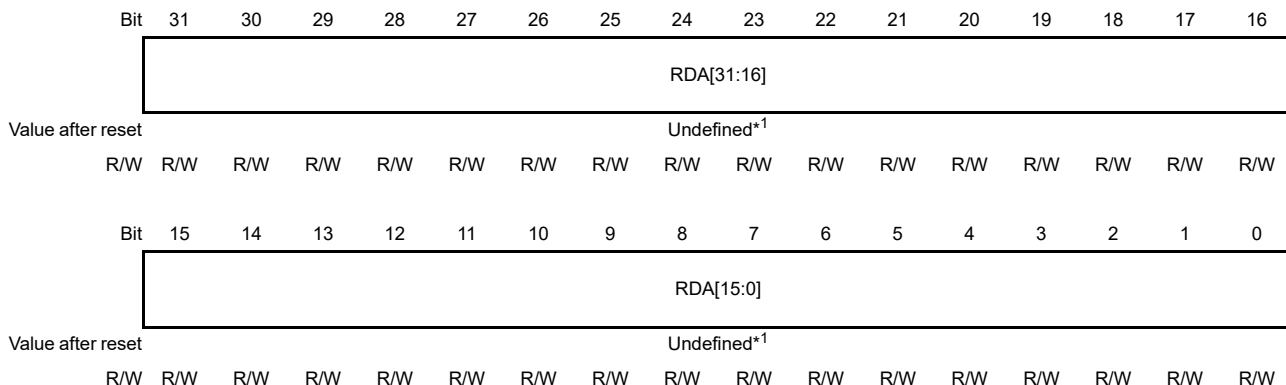 Bit 31 30 29 28 27 26 25 24 23 22 21 20 19 18 17 16
RDA[31:16]
Value after reset Undefined*1
R/W R/W R/W R/W R/W R/W R/W R/W R/W R/W R/W R/W R/W R/W R/W R/W R/W
Bit 15 14 13 12 11 10 9 8 7 6 5 4 3 2 1 0
RDA[15:0]
Value after reset Undefined*1
R/W R/W R/W R/W R/W R/W R/W R/W R/W R/W R/W R/W R/W R/W R/W R/W R/W